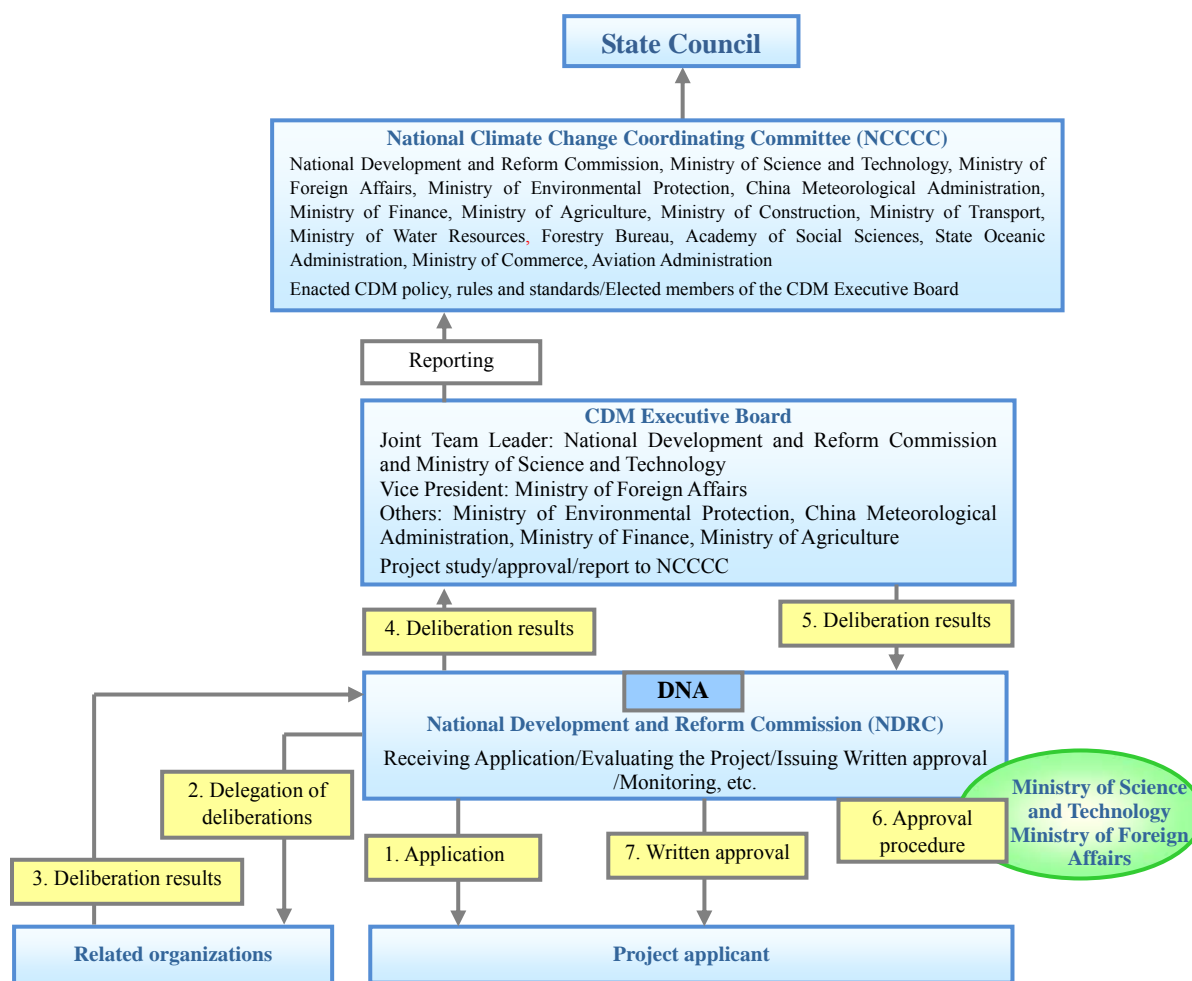 State Council
National Climate Change Coordinating Committee (NCCCC)
National Development and Reform Commission, Ministry of Science and Technology, Ministry of
Foreign Affairs, Ministry of Environmental Protection, China Meteorological Administration,
Ministry of Finance, Ministry of Agriculture, Ministry of Construction, Ministry of Transport,
Ministry of Water Resources, Forestry Bureau, Academy of Social Sciences, State Oceanic
Administration, Ministry of Commerce, Aviation Administration
Enacted CDM policy, rules and standards/Elected members of the CDM Executive Board
Reporting
CDM Executive Board
Joint Team Leader: National Development and Reform Commission
and Ministry of Science and Technology
Vice President: Ministry of Foreign Affairs
Others: Ministry of Environmental Protection, China Meteorological
Administration, Ministry of Finance, Ministry of Agriculture
Project study/approval/report to NCCCC
4. Deliberation results
5. Deliberation results
DNA
National Development and Reform Commission (NDRC)
Receiving Application/Evaluating the Project/Issuing Written approval
/Monitoring, etc.
2. Delegation of
deliberations
3. Deliberation results
1. Application
7. Written approval
6. Approval
procedure
Ministry of Science
and Technology
Ministry of Foreign
Affairs
Related organizations
Project applicant